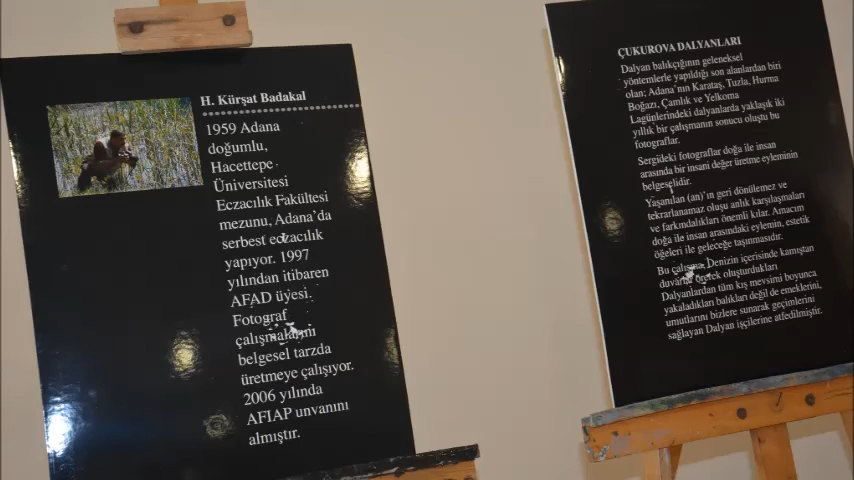 H. Kürşat Badakal
1959 Adana
doğumlu,
Hacettepe
Üniversitesi
Eczacılık Fakültesi
mezunu, Adana'da
serbest eczacılık
yapıyor. 1997
yılından itibaren
AFAD üyesi.
Fotograf
çalışmalarını
belgesel tarzda
üretmeye çalışıyor.
2006 yılında
AFIAP unvanını
almıştır.
ÇUKUROVA DALYANLARI
Dalyan balıkçığının geleneksel
yöntemlerle yapıldığı son alanlardan biri
olan; Adana'nın Karataş, Tuzla, Hurma
Boğazı, Çamlık ve Yelkoma
Lagünlerindeki dalyanlarda yaklaşık iki
yıllık bir çalışmanın sonucu oluştu bu
fotograflar.
Sergideki fotograflar doğa ile insan
arasında bir insani değer üretme eyleminin
belgeselidir.
Yaşanılan (an)'ın geri dönülemez ve
tekrarlanamaz oluşu anlık karşılaşmaları
ve farkındalıkları önemli kılar. Amacım
doğa ile insan arasındaki eylemin, estetik
öğeleri ile geleceğe taşınmasıdır.
Bu çalışma, Denizin içerisinde kamıştan
duvarlar örerek oluşturdukları
Dalyanlardan tüm kış mevsimi boyunca
yakaladıkları balıkları değil de emeklerini,
umutlarını bizlere sunarak geçimlerini
sağlayan Dalyan işçilerine atfedilmiştir.